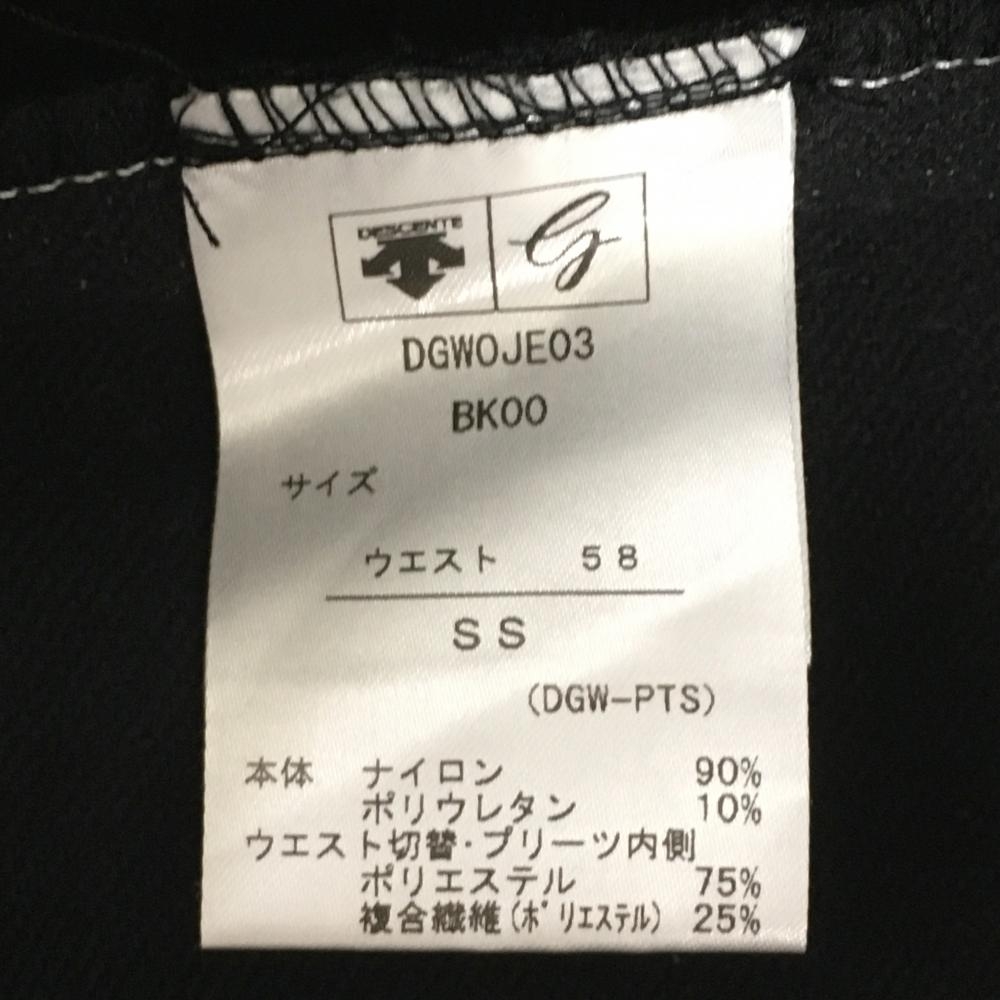 DESCENTE G
DGWOJE03
BK00
サイズ
ウエスト 58
SS
(DGW-PTS)
本体 ナイロン 90%
ポリウレタン 10%
ウエスト切替・プリーツ内側
ポリエステル 75%
複合繊維(ポリエステル) 25%